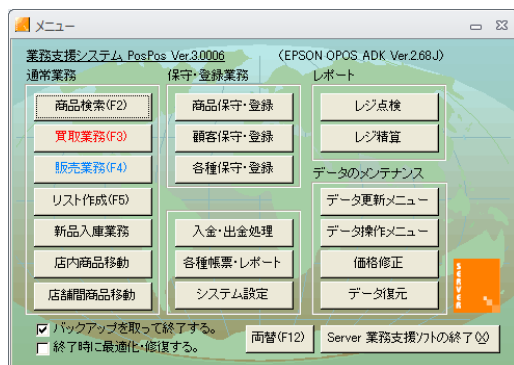 メニュー
業務支援システム PosPos Ver.3.0006 (EPSON OPOS ADK Ver.2.68J)
通常業務
商品検索(F2)
買取業務(F3)
販売業務(F4)
リスト作成(F5)
新品入庫業務
店内商品移動
店舗間商品移動
保守・登録業務
商品保守・登録
顧客保守・登録
各種保守・登録
入金・出金処理
各種帳票・レポート
システム設定
レポート
レジ点検
レジ精算
データのメンテナンス
データ更新メニュー
データ操作メニュー
価格修正
データ復元
SERVER
バックアップを取って終了する。
終了時に最適化・修復する。
両替(F12)
Server 業務支援ソフトの終了(X)